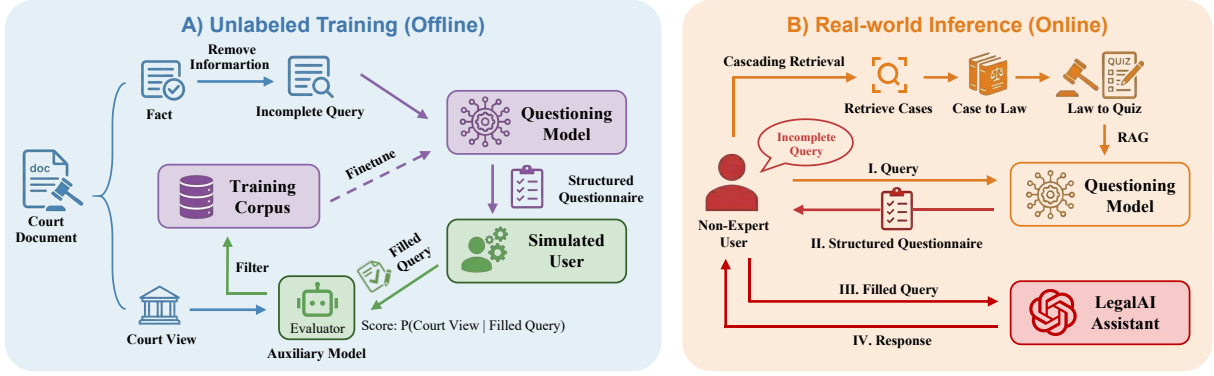 A) Unlabeled Training (Offline)
Remove
Informartion
Fact
Incomplete Query
Questioning
Model
doc
Court
Document
Training
Corpus
Finetune
Structured
Questionnaire
Simulated
User
Filled
Query
Filter
Evaluator
Score: P(Court View | Filled Query)
Court View
Auxiliary Model
B) Real-world Inference (Online)
Cascading Retrieval
QUIZ
Retrieve Cases
Case to Law
Law to Quiz
RAG
Incomplete
Query
I. Query
Questioning
Model
Non-Expert
User
II. Structured Questionnaire
III. Filled Query
LegalAI
Assistant
IV. Response